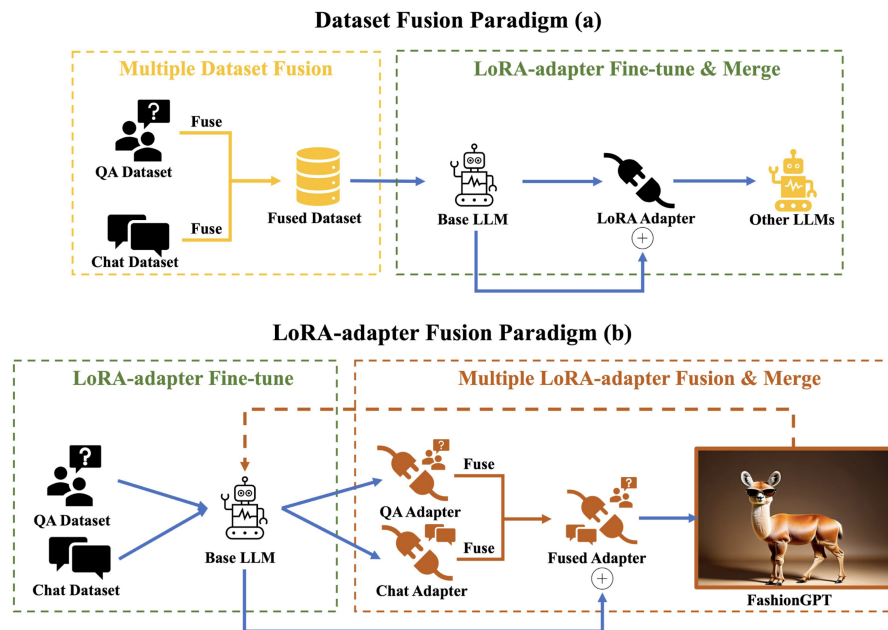 Dataset Fusion Paradigm (a)
Multiple Dataset Fusion
LoRA-adapter Fine-tune & Merge
?
Fuse
QA Dataset
Fused Dataset
Base LLM
LoRA Adapter
Other LLMs
Fuse
Chat Dataset
LoRA-adapter Fusion Paradigm (b)
LoRA-adapter Fine-tune
Multiple LoRA-adapter Fusion & Merge
?
QA Dataset
Chat Dataset
Base LLM
?
Fuse
QA Adapter
Fuse
Chat Adapter
?
Fused Adapter
FashionGPT